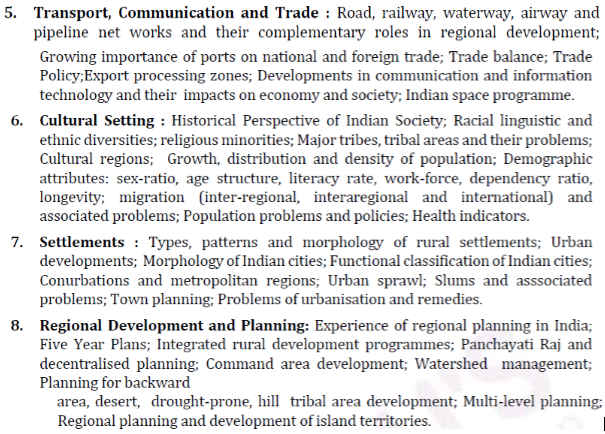 5. Transport, Communication and Trade : Road, railway, waterway, airway and
pipeline net works and their complementary roles in regional development;
Growing importance of ports on national and foreign trade; Trade balance; Trade
Policy;Export processing zones; Developments in communication and information
technology and their impacts on economy and society; Indian space programme.
6. Cultural Setting : Historical Perspective of Indian Society; Racial linguistic and
ethnic diversities; religious minorities; Major tribes, tribal areas and their problems;
Cultural regions; Growth, distribution and density of population; Demographic
attributes: sex-ratio, age structure, literacy rate, work-force, dependency ratio,
longevity; migration (inter-regional, interaregional and international) and
associated problems; Population problems and policies; Health indicators.
7. Settlements : Types, patterns and morphology of rural settlements; Urban
developments; Morphology of Indian cities; Functional classification of Indian cities;
Conurbations and metropolitan regions; Urban sprawl; Slums and asssociated
problems; Town planning; Problems of urbanisation and remedies.
8. Regional Development and Planning: Experience of regional planning in India;
Five Year Plans; Integrated rural development programmes; Panchayati Raj and
decentralised planning; Command area development; Watershed management;
Planning for backward
area, desert, drought-prone, hill tribal area development; Multi-level planning;
Regional planning and development of island territories.